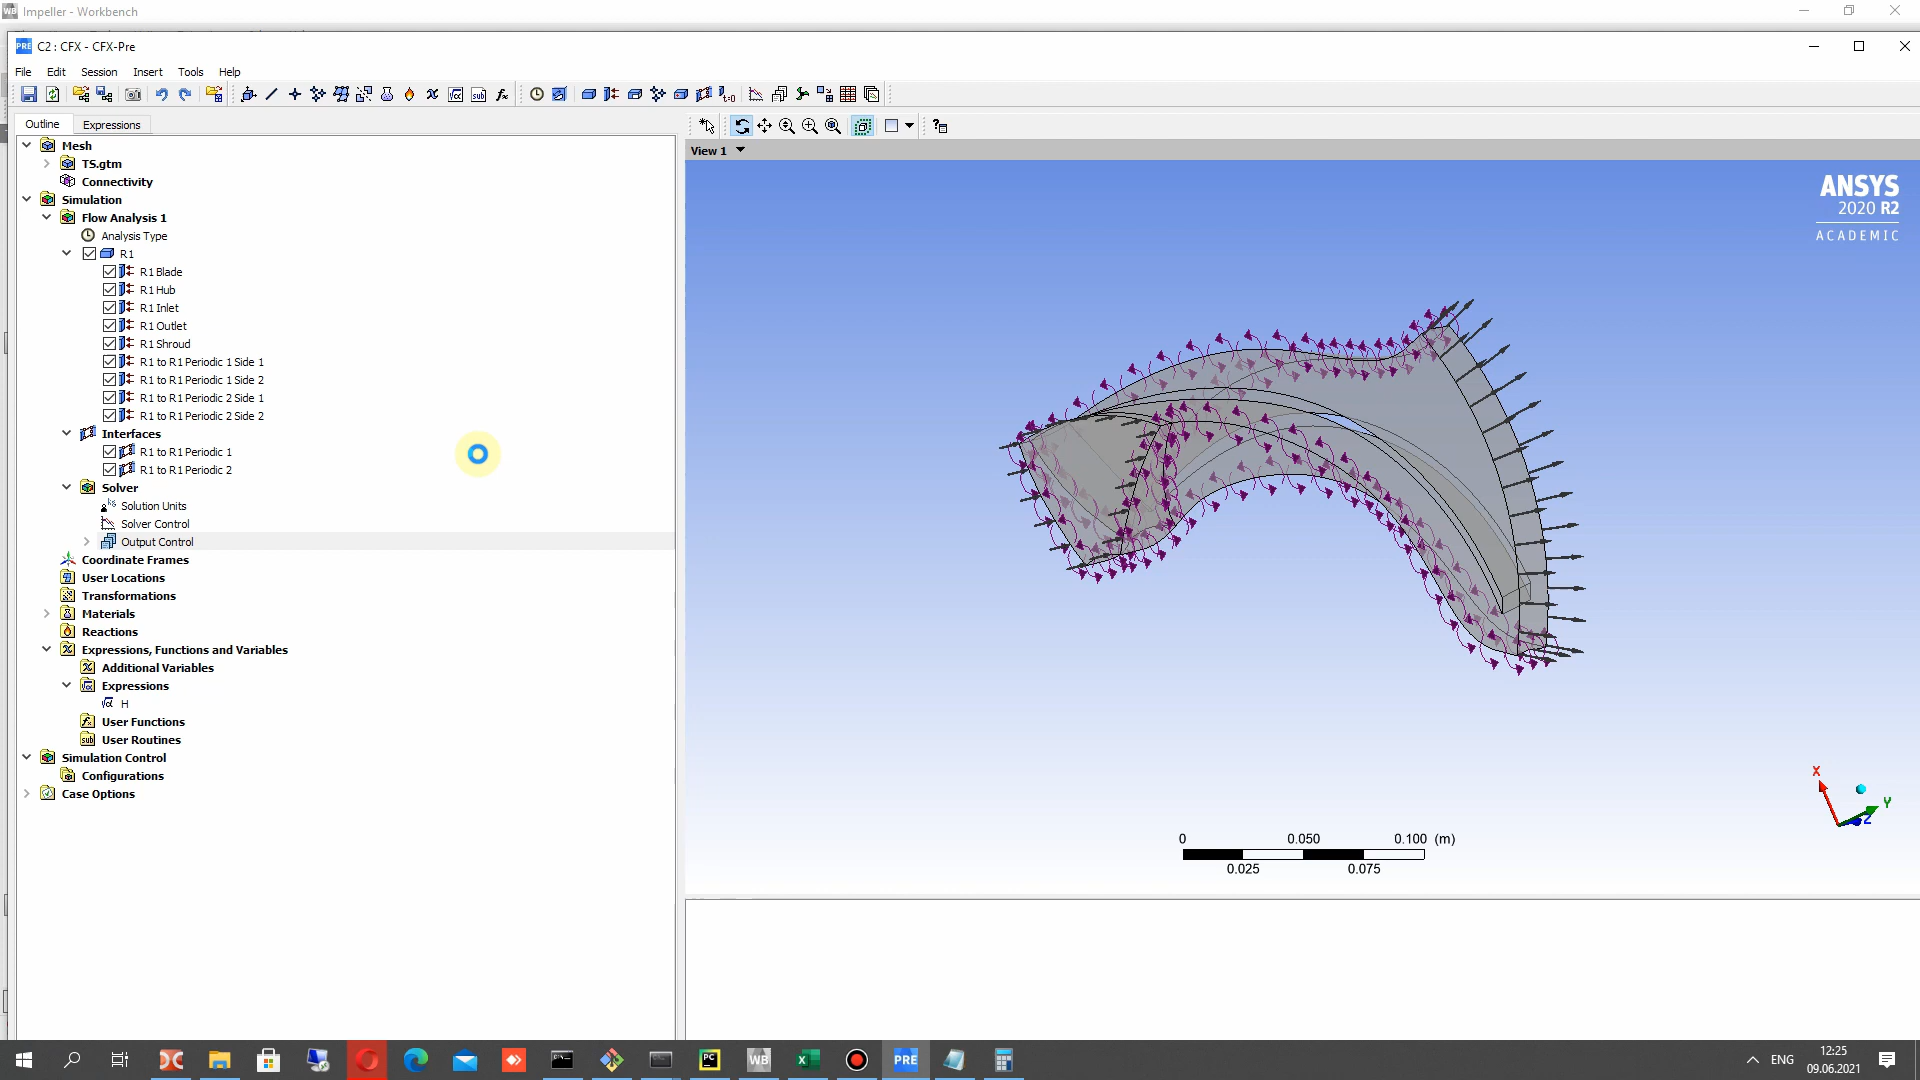 Impeller - Workbench
C2 : CFX - CFX-Pre
File Edit Session Insert Tools Help
Outline Expressions
Mesh
TS.gtm
Connectivity
Simulation
Flow Analysis 1
Analysis Type
R1
R1 Blade
R1 Hub
R1 Inlet
R1 Outlet
R1 Shroud
R1 to R1 Periodic 1 Side 1
R1 to R1 Periodic 1 Side 2
R1 to R1 Periodic 2 Side 1
R1 to R1 Periodic 2 Side 2
Interfaces
R1 to R1 Periodic 1
R1 to R1 Periodic 2
Solver
Solution Units
Solver Control
Output Control
Coordinate Frames
User Locations
Transformations
Materials
Reactions
Expressions, Functions and Variables
Additional Variables
Expressions
H
User Functions
User Routines
Simulation Control
Configurations
Case Options
View 1
ANSYS
2020 R2
ACADEMIC
X
Y
Z
0 0.050 0.100 (m)
0.025 0.075
PC WB X PRE
ENG
12:25
09.06.2021